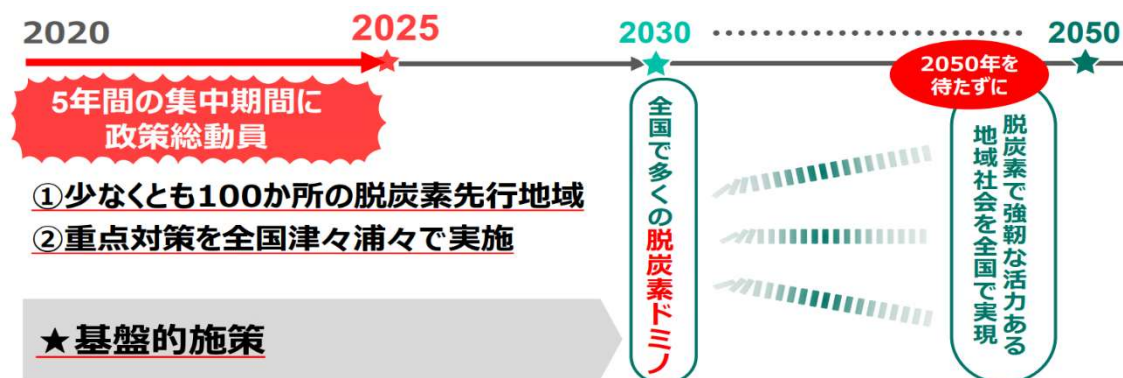 2020
2025
2030
2050
5年間の集中期間に
政策総動員
①少なくとも100か所の脱炭素先行地域
②重点対策を全国津々浦々で実施
★基盤的施策
全国で多くの脱炭素ドミノ
2050年を
待たずに
脱炭素で強靭な活力ある
地域社会を全国で実現